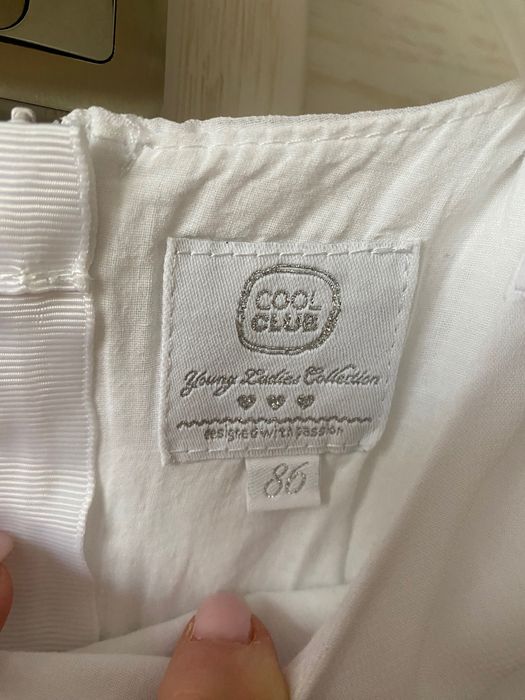 COOL
CLUB
Young Ladies Collection
designed with passion
86